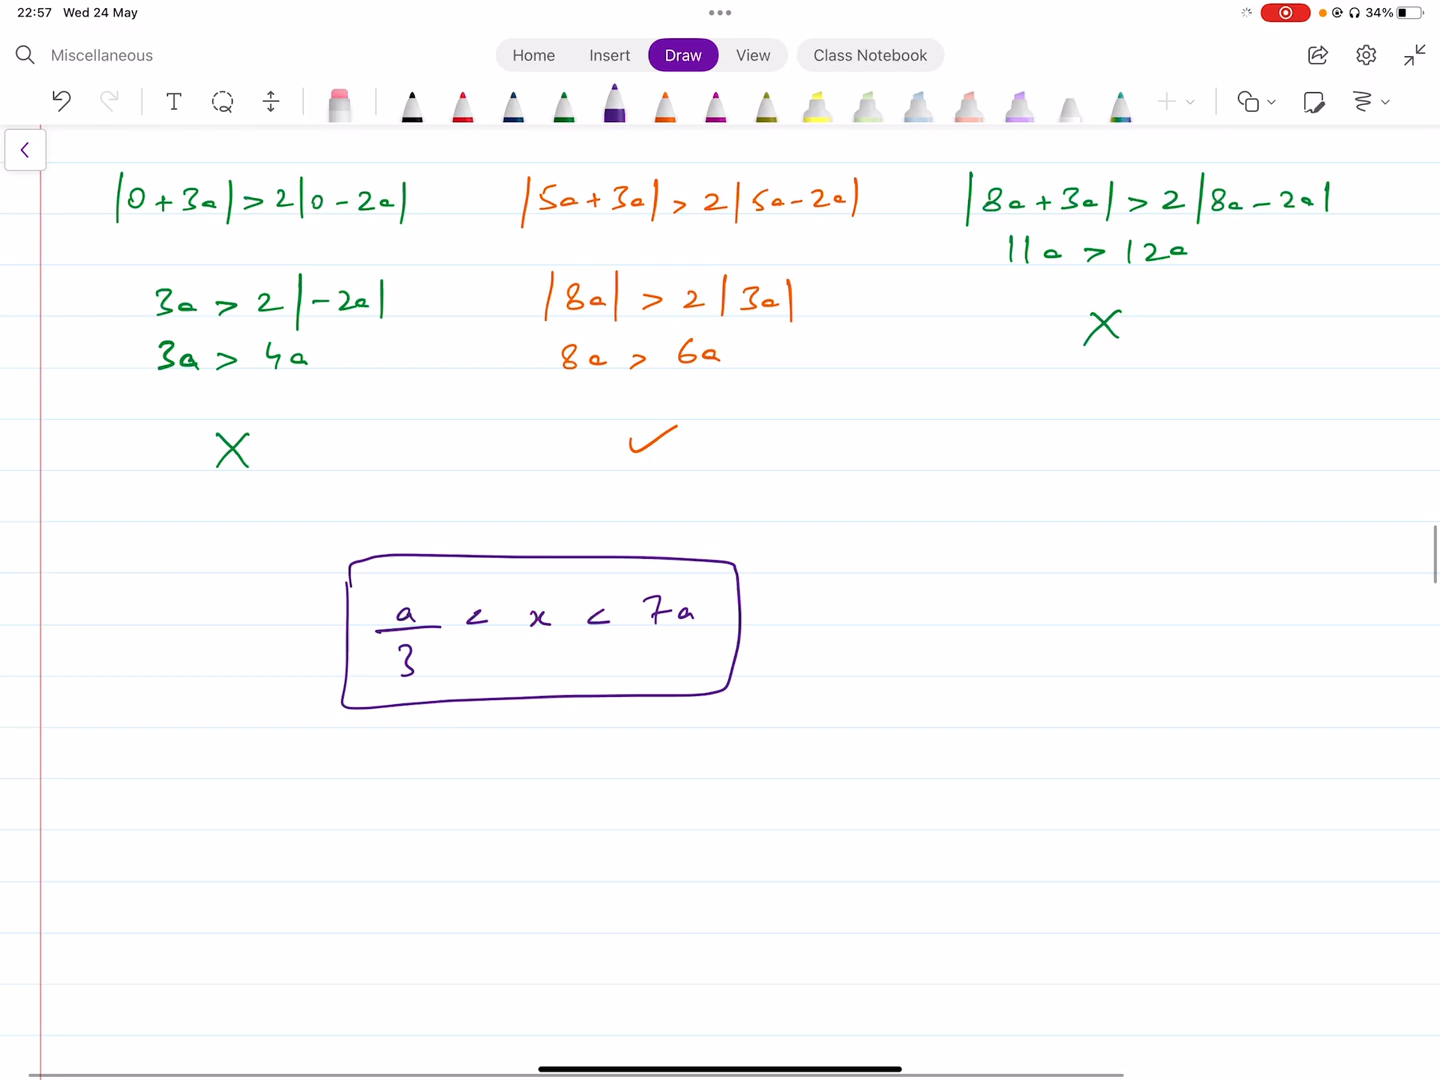 22:57 Wed 24 May
34%
Miscellaneous
Home Insert Draw View Class Notebook
T
|0 + 3a| > 2|0 - 2a|
3a > 2|-2a|
3a > 4a
X
|5a + 3a| > 2|5a - 2a|
|8a| > 2|3a|
8a > 6a
✓
|8a + 3a| > 2|8a - 2a|
11a > 12a
X
a/3 < x < 7a